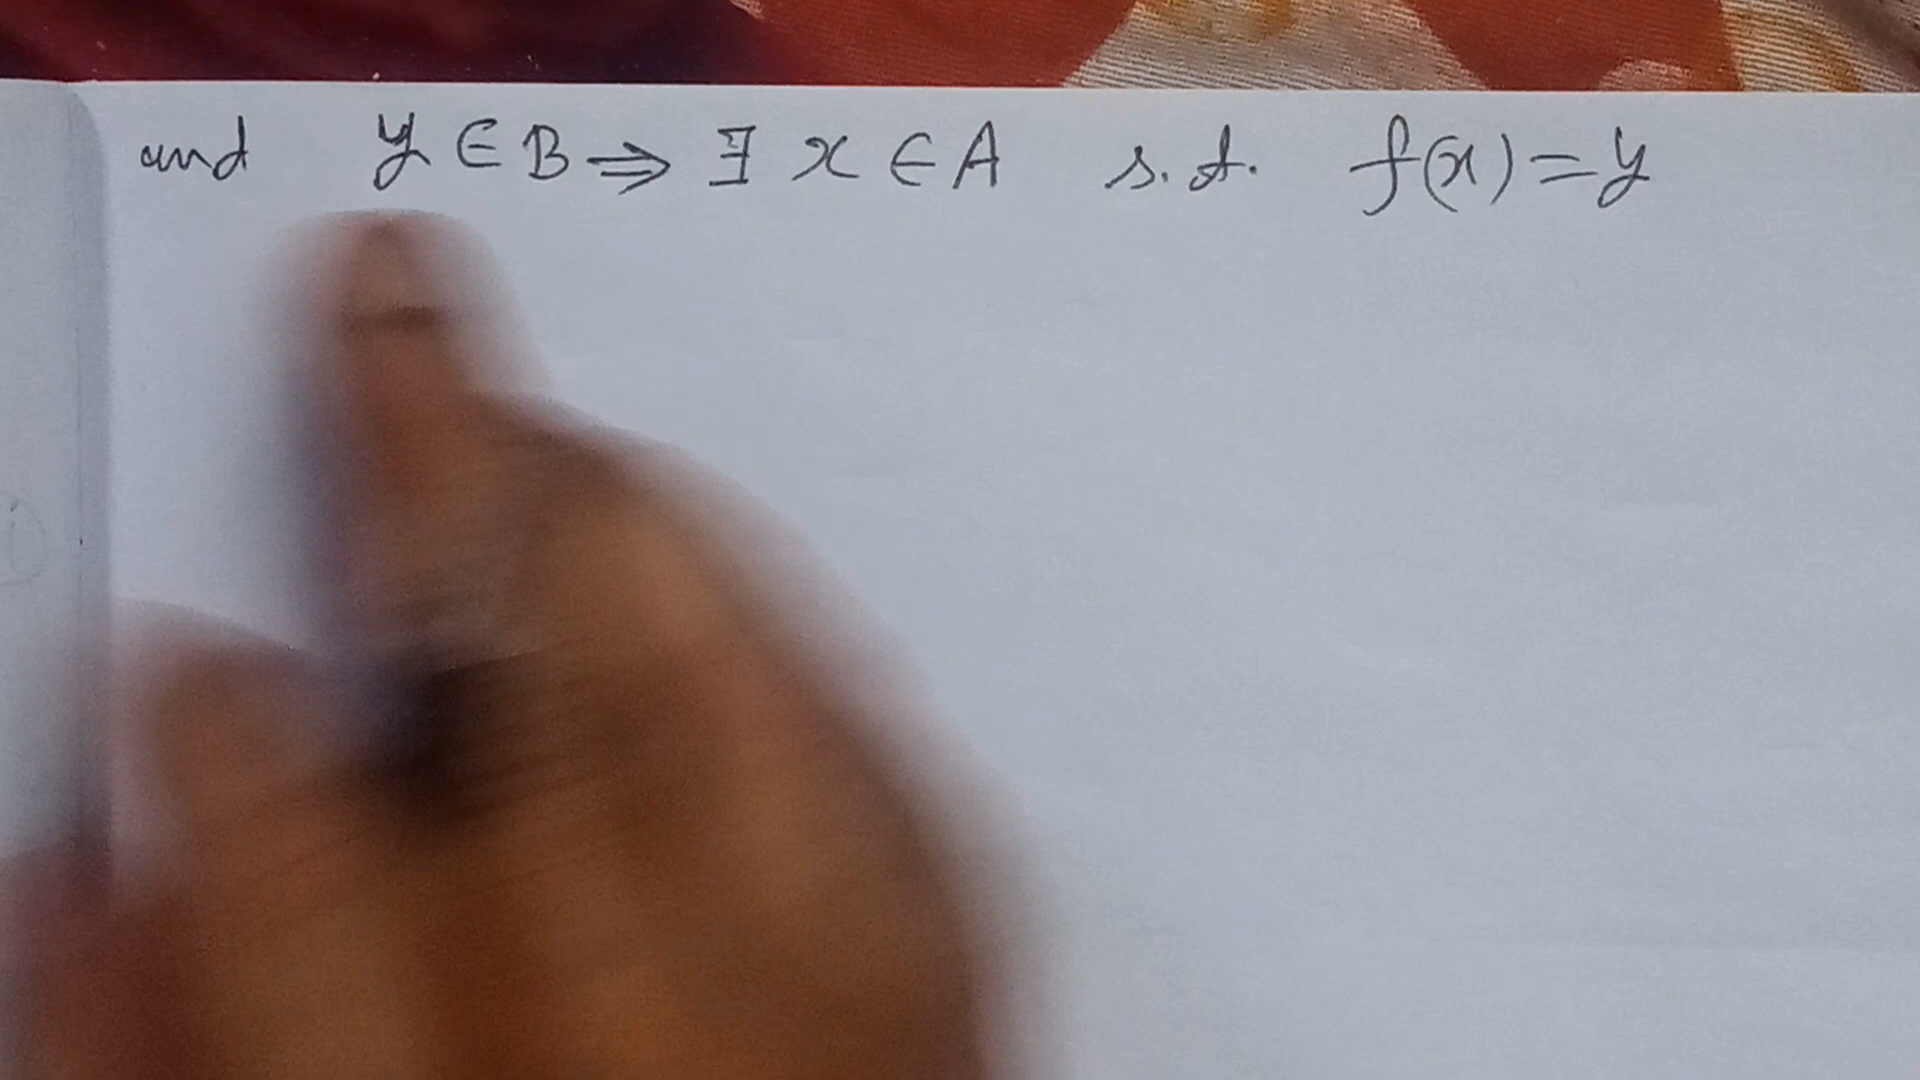 and y ∈ B ⇒ ∃ x ∈ A s.t. f(x) = y